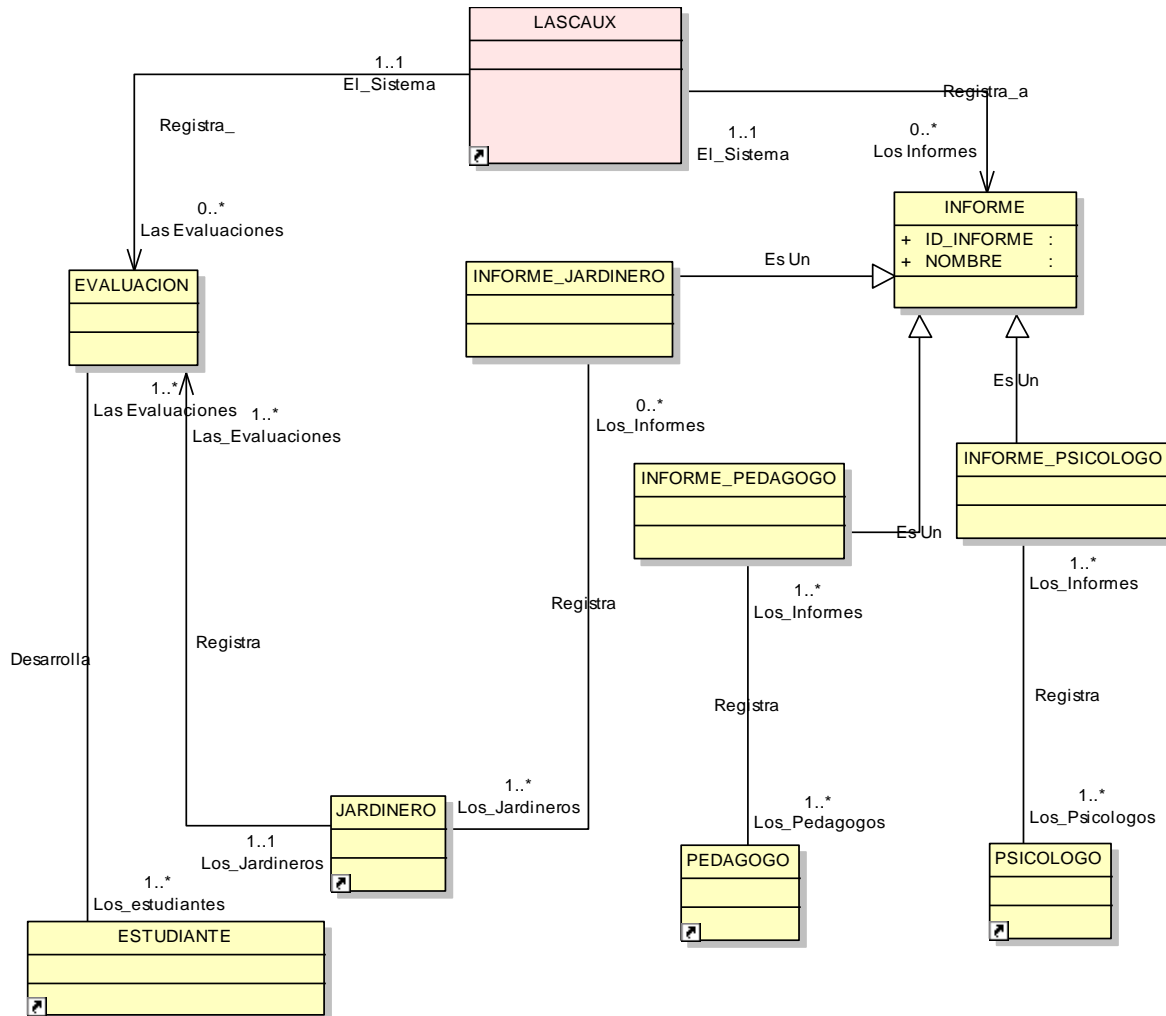 LASCAUX
1..1
El_Sistema
Registra_
Registra_a
1..1
El_Sistema
0..*
Los Informes
0..*
Las Evaluaciones
INFORME
+ ID_INFORME :
+ NOMBRE :
EVALUACION
INFORME_JARDINERO
Es Un
1..*
Las Evaluaciones
1..*
Las_Evaluaciones
0..*
Los_Informes
Es Un
INFORME_PEDAGOGO
INFORME_PSICOLOGO
Es Un
1..*
Los_Informes
1..*
Los_Informes
Registra
Desarrolla
Registra
Registra
Registra
JARDINERO
1..*
Los_Jardineros
1..1
Los_Jardineros
1..*
Los_Pedagogos
1..*
Los_Psicologos
PEDAGOGO
PSICOLOGO
1..*
Los_estudiantes
ESTUDIANTE